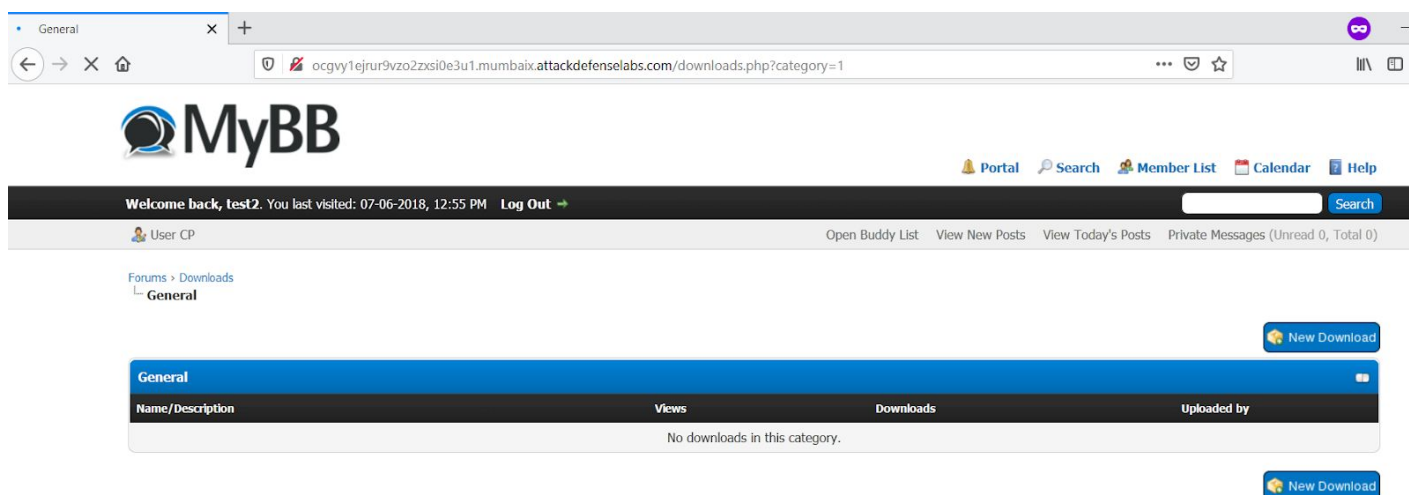 General
ocgvy1ejrur9vzo2zxsi0e3u1.mumbaix.attackdefenselabs.com/downloads.php?category=1
MyBB
Portal Search Member List Calendar Help
Welcome back, test2. You last visited: 07-06-2018, 12:55 PM Log Out
Search
User CP Open Buddy List View New Posts View Today's Posts Private Messages (Unread 0, Total 0)
Forums › Downloads
General
New Download
General
Name/Description Views Downloads Uploaded by
No downloads in this category.
New Download